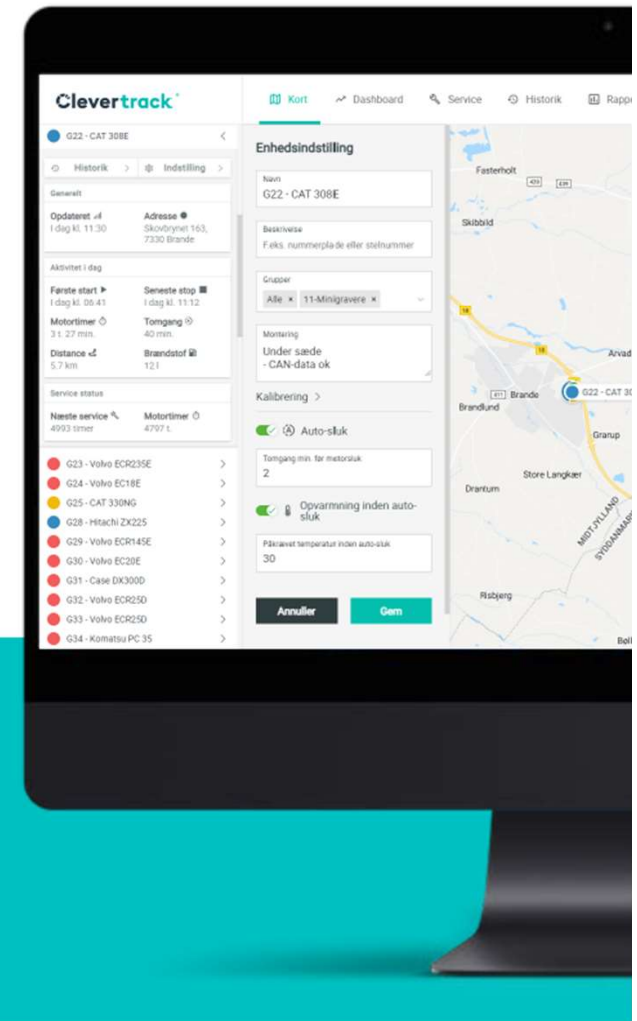 Clevertrack
Kort
Dashboard
Service
Historik
G22 - CAT 308E
Historik
Indstilling
Generelt
Opdateret
Adresse
I dag kl. 11:30
Skovbrynet 163,
7330 Brande
Aktivitet i dag
Første start
Seneste stop
I dag kl. 06:41
I dag kl. 11:12
Motortimer
Tomgang
3 t. 27 min.
40 min.
Distance
Brændstof
5.7 km
12 l
Service status
Næste service
Motortimer
4993 timer
4797 t.
G23 - Volvo ECR235E
G24 - Volvo EC18E
G25 - CAT 330NG
G28 - Hitachi ZX225
G29 - Volvo ECR145E
G30 - Volvo EC20E
G31 - Case DX300D
G32 - Volvo ECR25D
G33 - Volvo ECR25D
G34 - Komatsu PC 35
Enhedsindstilling
Navn
G22 - CAT 308E
Beskrivelse
F.eks. nummerplade eller stelnummer
Grupper
Alle × 11-Minigravere ×
Montering
Under sæde
- CAN-data ok
Kalibrering
Auto-sluk
Tomgang min. før motorsluk
2
Opvarmning inden auto-
sluk
Påkrævet temperatur inden auto-sluk
30
Annuller
Gem
Fasterholt
439
Skibbild
18
18
Arvad
Brande
G22 - CAT 30
Brandlund
Grarup
Store Langkær
Drantum
MIDTJYLLAND
SYDDANMARK
Risbjerg